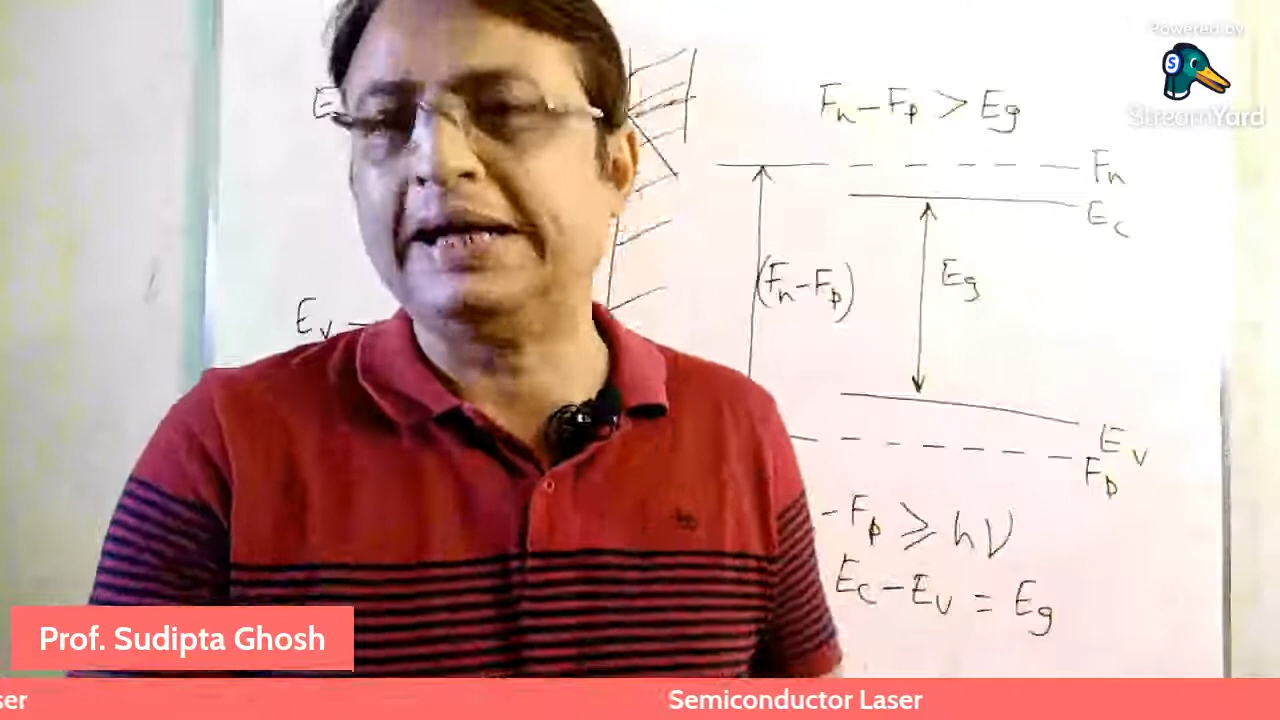 Powered by
StreamYard
Fn-Fp > Eg
Fn
Ec
(Fn-Fp)
Eg
Ev
Ev
Fp
-Fp ≥ hν
Ec-Ev = Eg
Prof. Sudipta Ghosh
ser
Semiconductor Laser